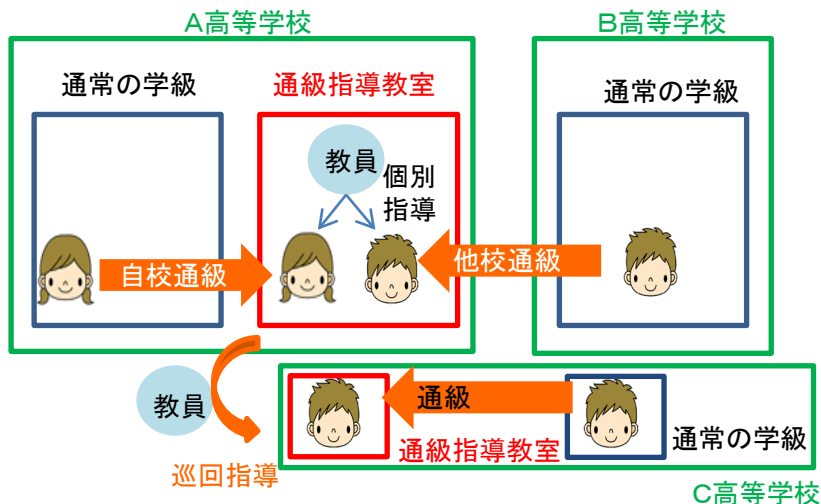 A高等学校
B高等学校
通常の学級
通級指導教室
通常の学級
教員
個別
指導
自校通級
他校通級
教員
通級
通級指導教室
通常の学級
巡回指導
C高等学校